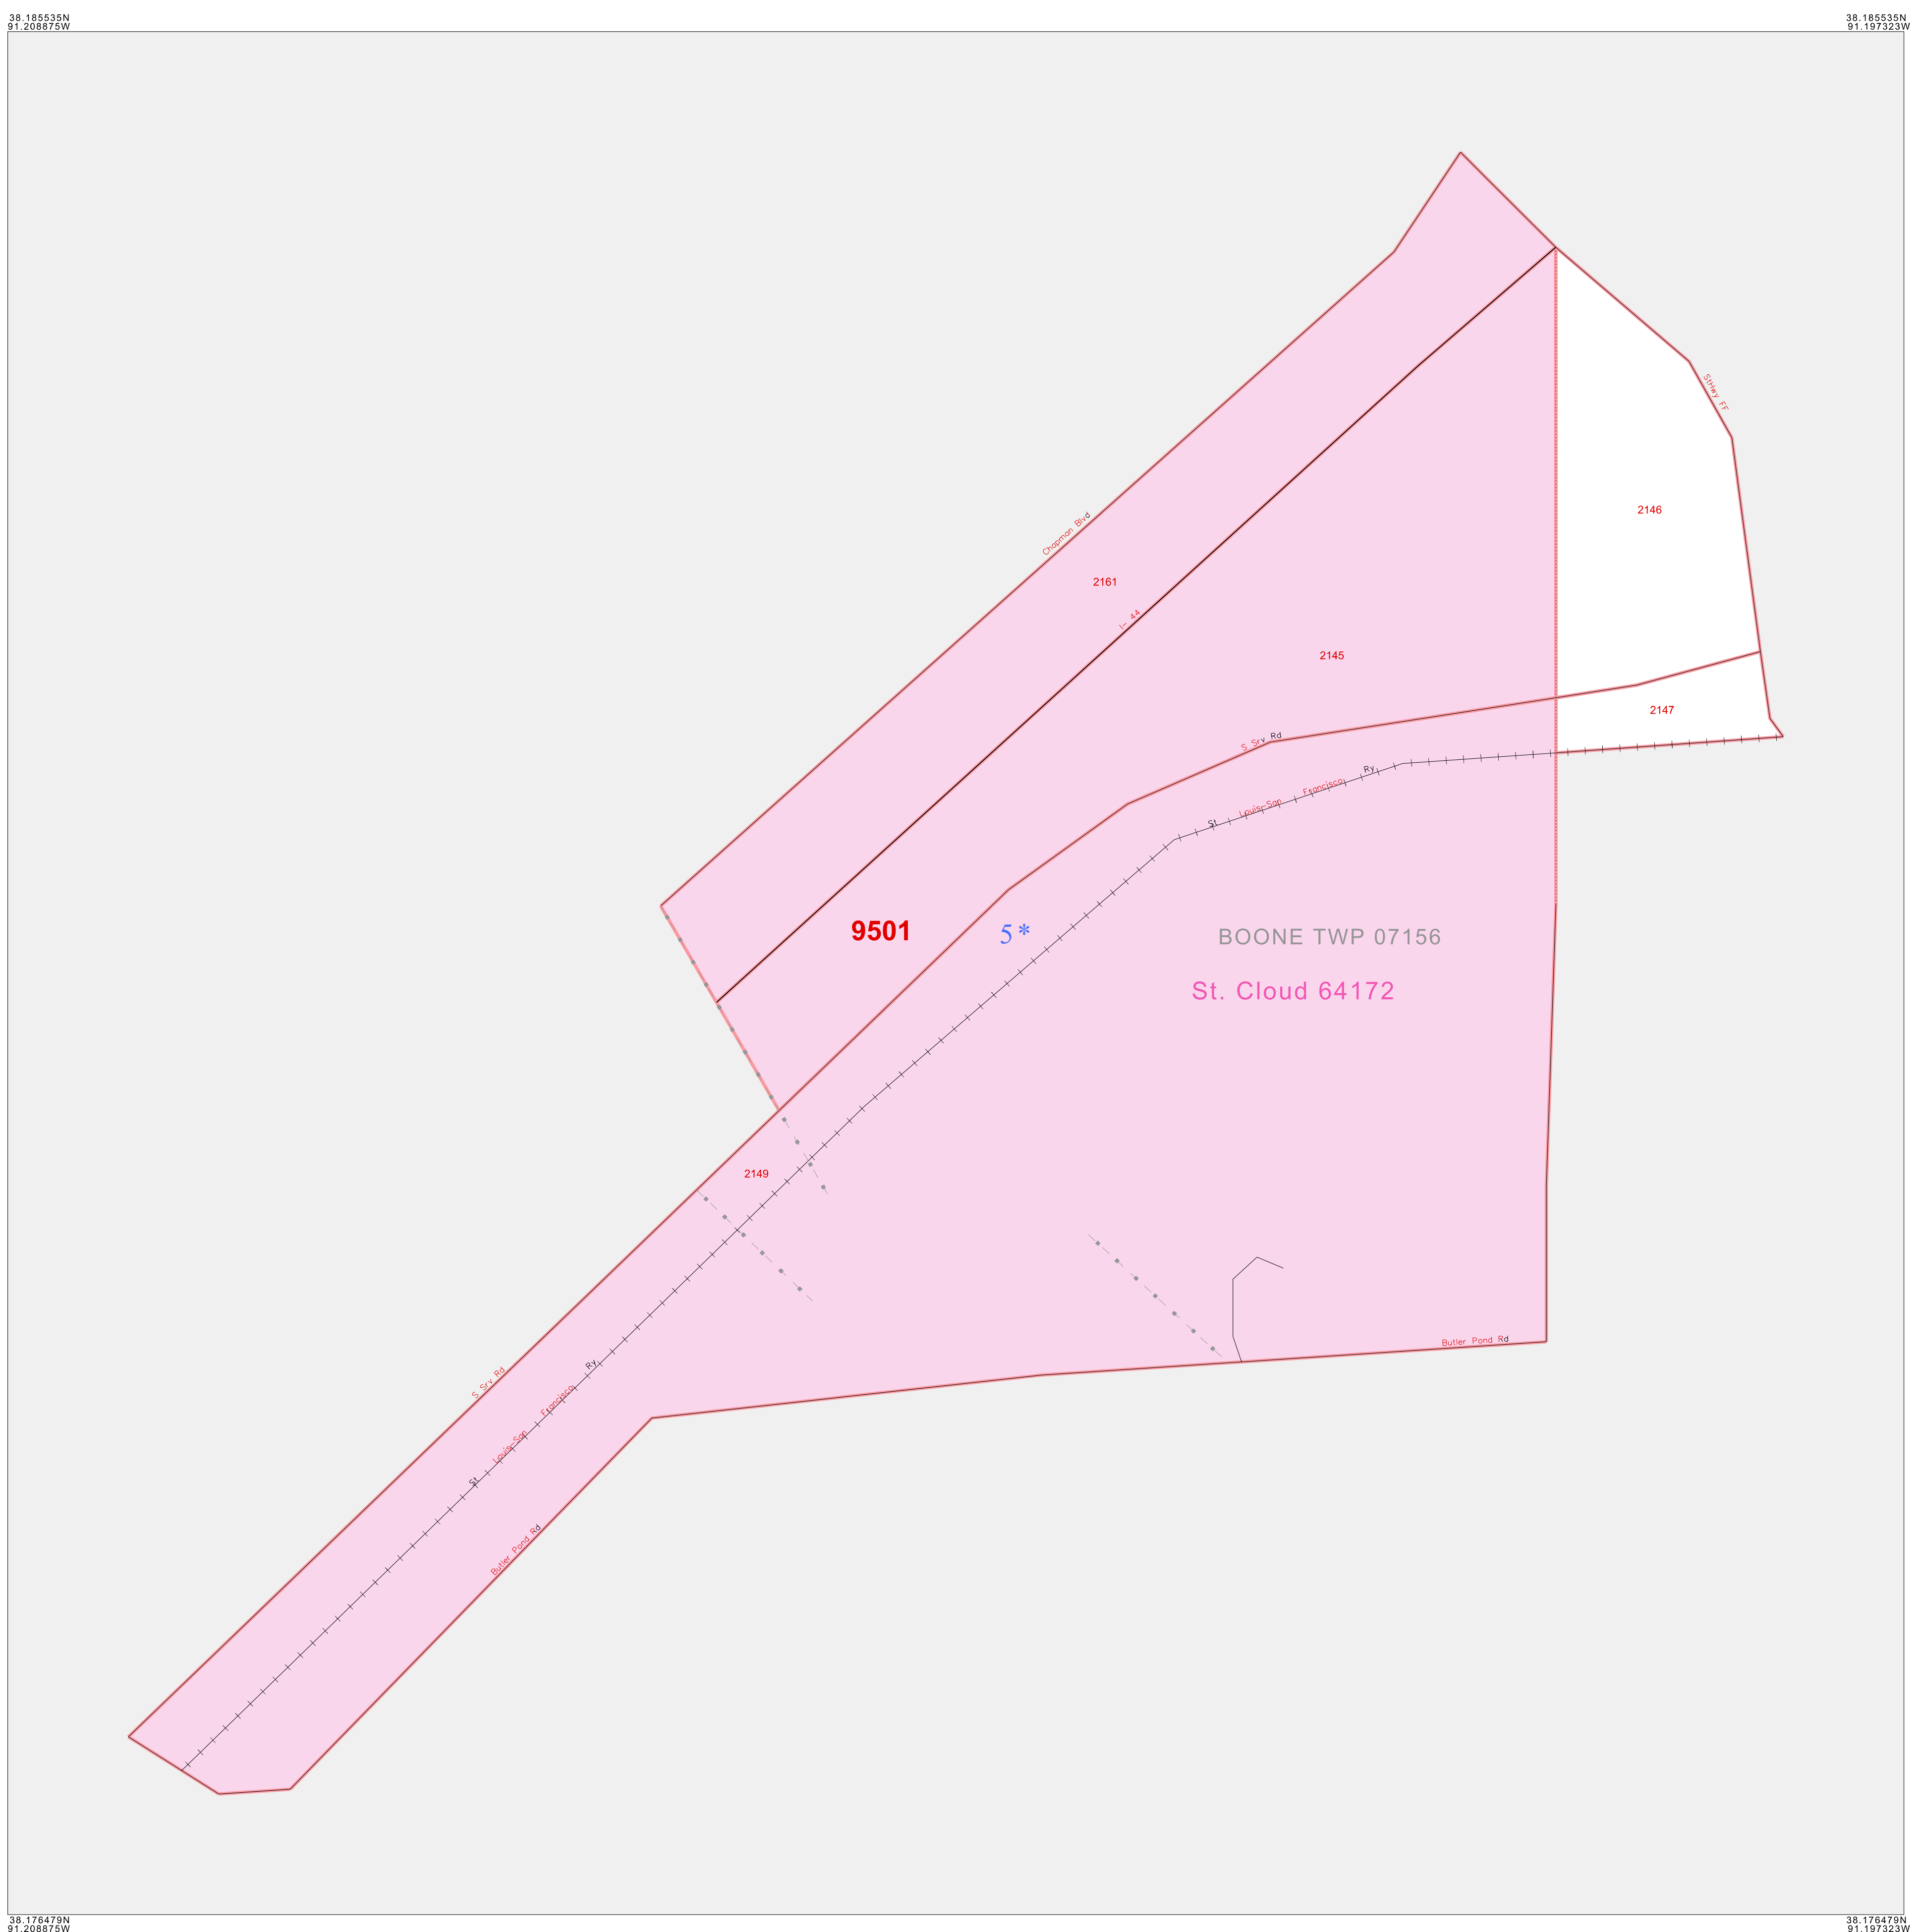 38.185535N
91.208875W
38.185535N
91.197323W
StHwy FF
2146
Chapman Blvd
2161
I- 44
2145
2147
S Srv Rd
St Louis-San Francisco Ry
9501
5*
BOONE TWP 07156
St. Cloud 64172
2149
Butler Pond Rd
S Srv Rd
St Louis-San Francisco Ry
Butler Pond Rd
38.176479N
91.208875W
38.176479N
91.197323W